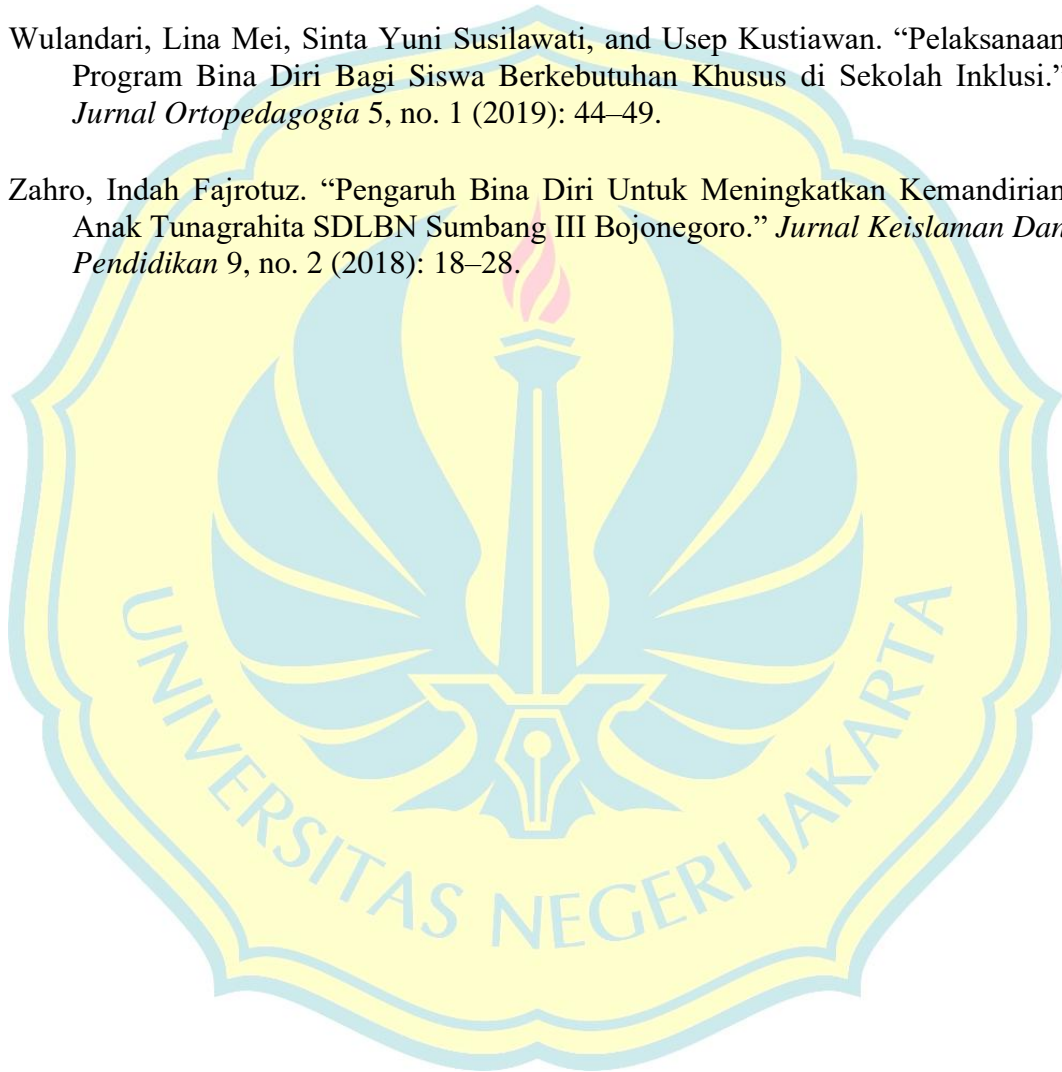 Wulandari, Lina Mei, Sinta Yuni Susilawati, and Usep Kustiawan. “Pelaksanaan
Program Bina Diri Bagi Siswa Berkebutuhan Khusus di Sekolah Inklusi.”
Jurnal Ortopedagogia 5, no. 1 (2019): 44–49.
Zahro, Indah Fajrotuz. “Pengaruh Bina Diri Untuk Meningkatkan Kemandirian
Anak Tunagrahita SDLBN Sumbang III Bojonegoro.” Jurnal Keislaman Dan
Pendidikan 9, no. 2 (2018): 18–28.
UNIVERSITAS NEGERI JAKARTA